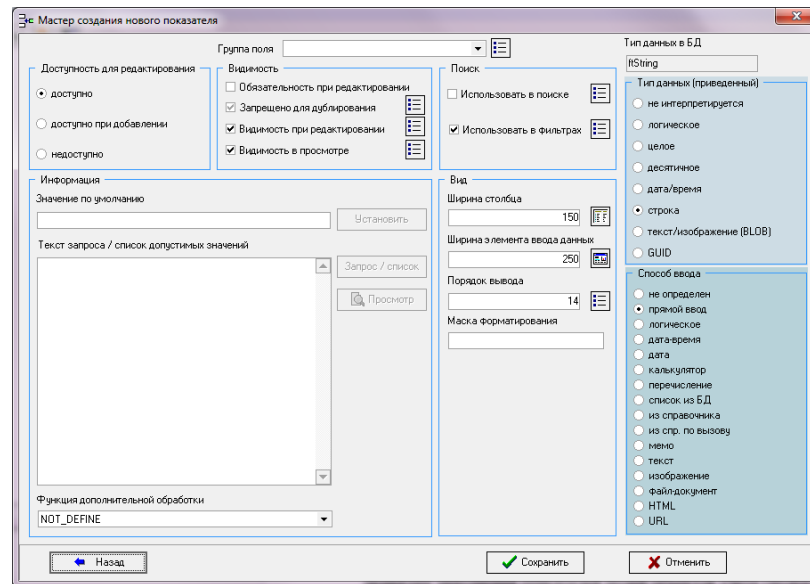 Мастер создания нового показателя
Группа поля
Тип данных в БД
ftString
Доступность для редактирования
доступно
доступно при добавлении
недоступно
Видимость
Обязательность при редактировании
Запрещено для дублирования
Видимость при редактировании
Видимость в просмотре
Поиск
Использовать в поиске
Использовать в фильтрах
Тип данных (приведенный)
не интерпретируется
логическое
целое
десятичное
дата/время
строка
текст/изображение (BLOB)
GUID
Информация
Значение по умолчанию
Установить
Текст запроса / список допустимых значений
Запрос / список
Просмотр
Функция дополнительной обработки
NOT_DEFINE
Вид
Ширина столбца
150
Ширина элемента ввода данных
250
Порядок вывода
14
Маска форматирования
Способ ввода
не определен
прямой ввод
логическое
дата-время
дата
калькулятор
перечисление
список из БД
из справочника
из спр. по вызову
мемо
текст
изображение
файл-документ
HTML
URL
Назад
Сохранить
Отменить